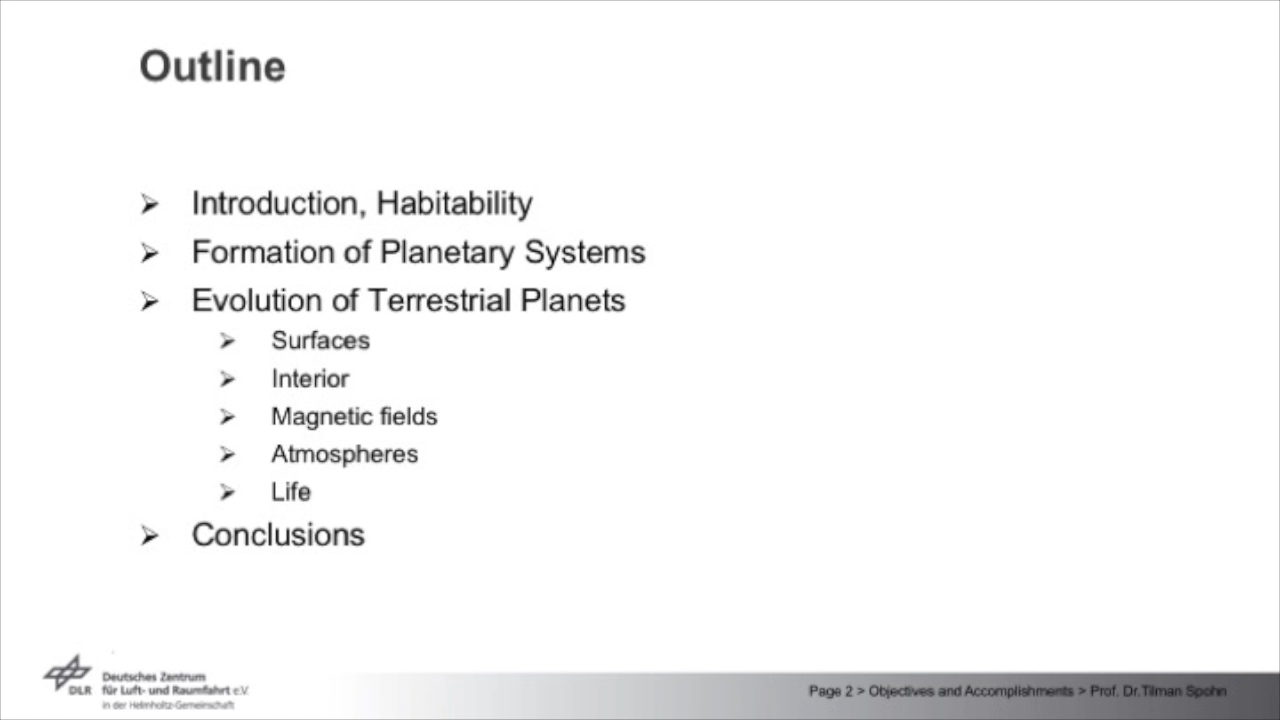 Outline
Introduction, Habitability
Formation of Planetary Systems
Evolution of Terrestrial Planets
Surfaces
Interior
Magnetic fields
Atmospheres
Life
Conclusions
DLR
Deutsches Zentrum
für Luft- und Raumfahrt e.V.
in der Helmholtz-Gemeinschaft
Page 2 > Objectives and Accomplishments > Prof. Dr. Tilman Spohn